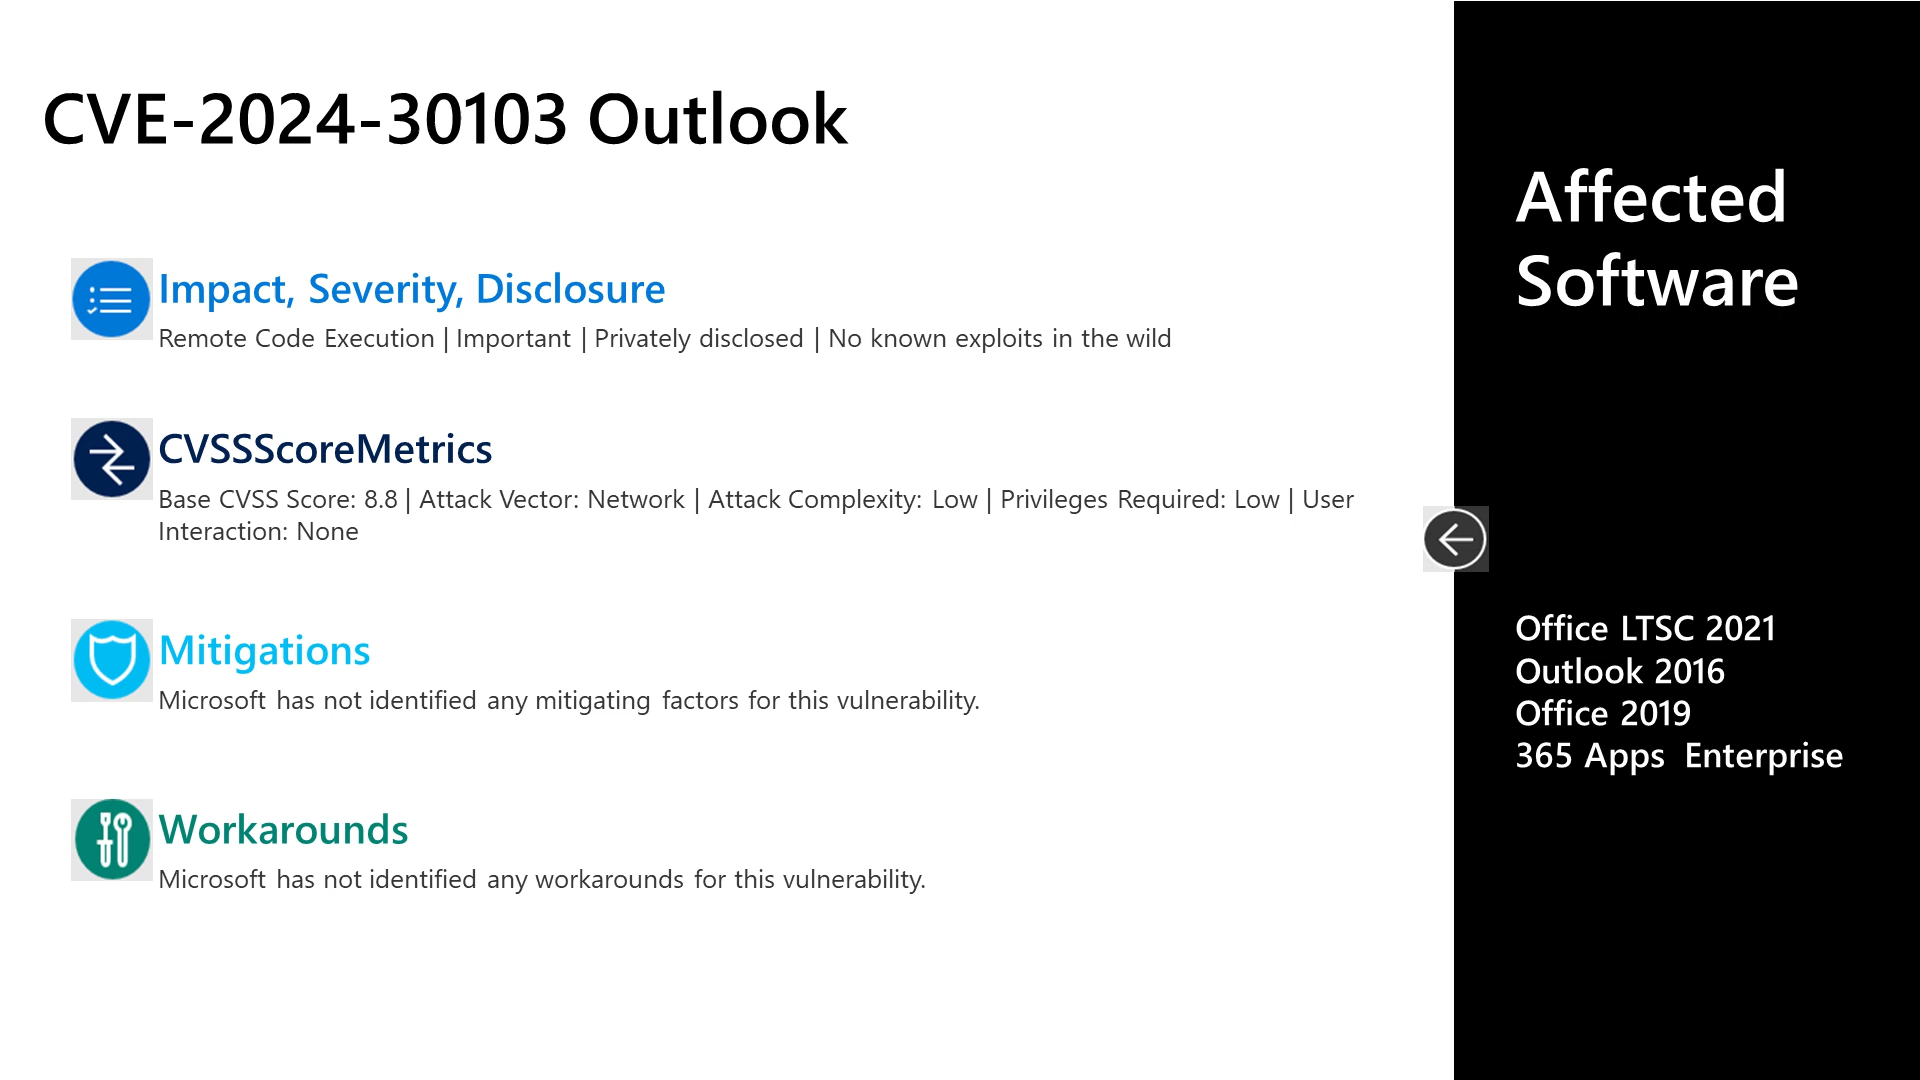 CVE-2024-30103 Outlook
Impact, Severity, Disclosure
Remote Code Execution | Important | Privately disclosed | No known exploits in the wild
CVSSScoreMetrics
Base CVSS Score: 8.8 | Attack Vector: Network | Attack Complexity: Low | Privileges Required: Low | User
Interaction: None
Mitigations
Microsoft has not identified any mitigating factors for this vulnerability.
Workarounds
Microsoft has not identified any workarounds for this vulnerability.
Affected
Software
Office LTSC 2021
Outlook 2016
Office 2019
365 Apps Enterprise